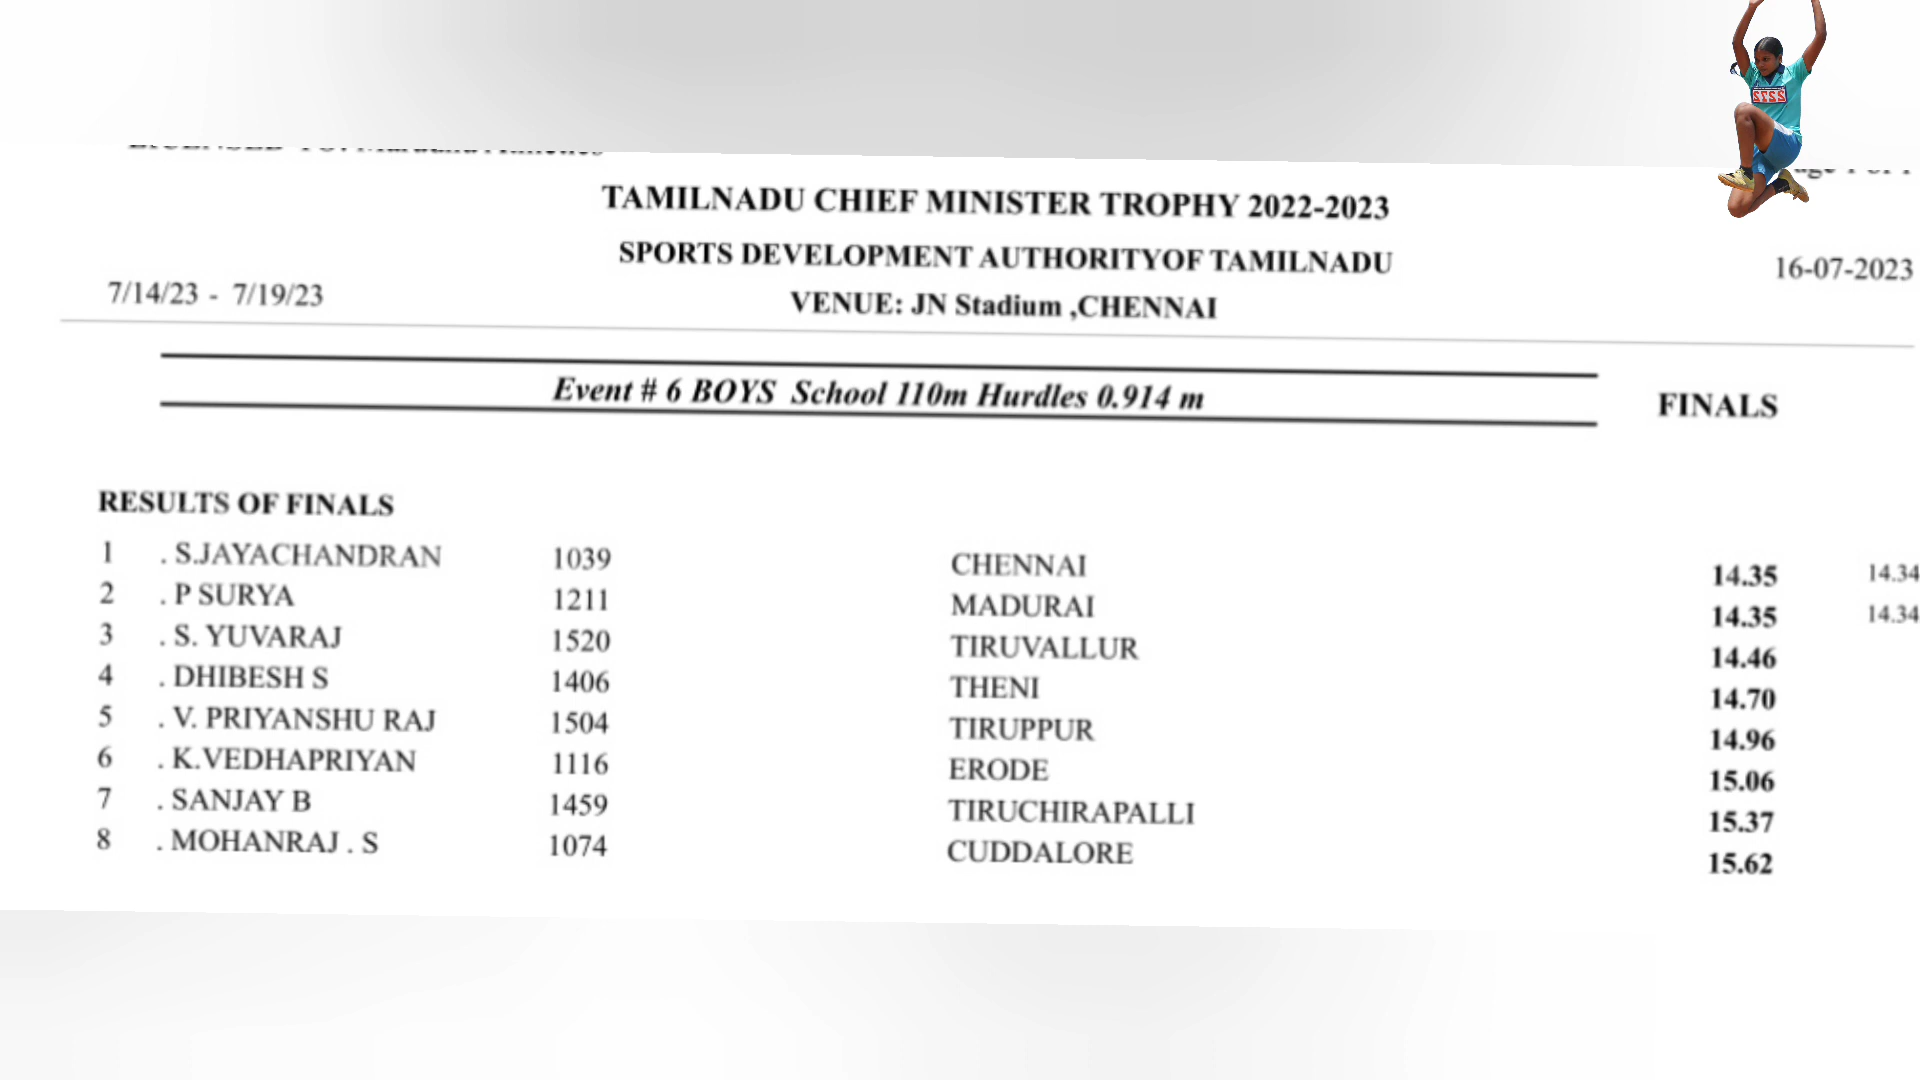 TAMILNADU CHIEF MINISTER TROPHY 2022-2023
SPORTS DEVELOPMENT AUTHORITYOF TAMILNADU
16-07-2023
7/14/23 - 7/19/23
VENUE: JN Stadium ,CHENNAI
Event # 6 BOYS School 110m Hurdles 0.914 m
FINALS
RESULTS OF FINALS
1 . S.JAYACHANDRAN 1039 CHENNAI 14.35 14.34
2 . P SURYA 1211 MADURAI 14.35 14.34
3 . S. YUVARAJ 1520 TIRUVALLUR 14.46
4 . DHIBESH S 1406 THENI 14.70
5 . V. PRIYANSHU RAJ 1504 TIRUPPUR 14.96
6 . K.VEDHAPRIYAN 1116 ERODE 15.06
7 . SANJAY B 1459 TIRUCHIRAPALLI 15.37
8 . MOHANRAJ . S 1074 CUDDALORE 15.62